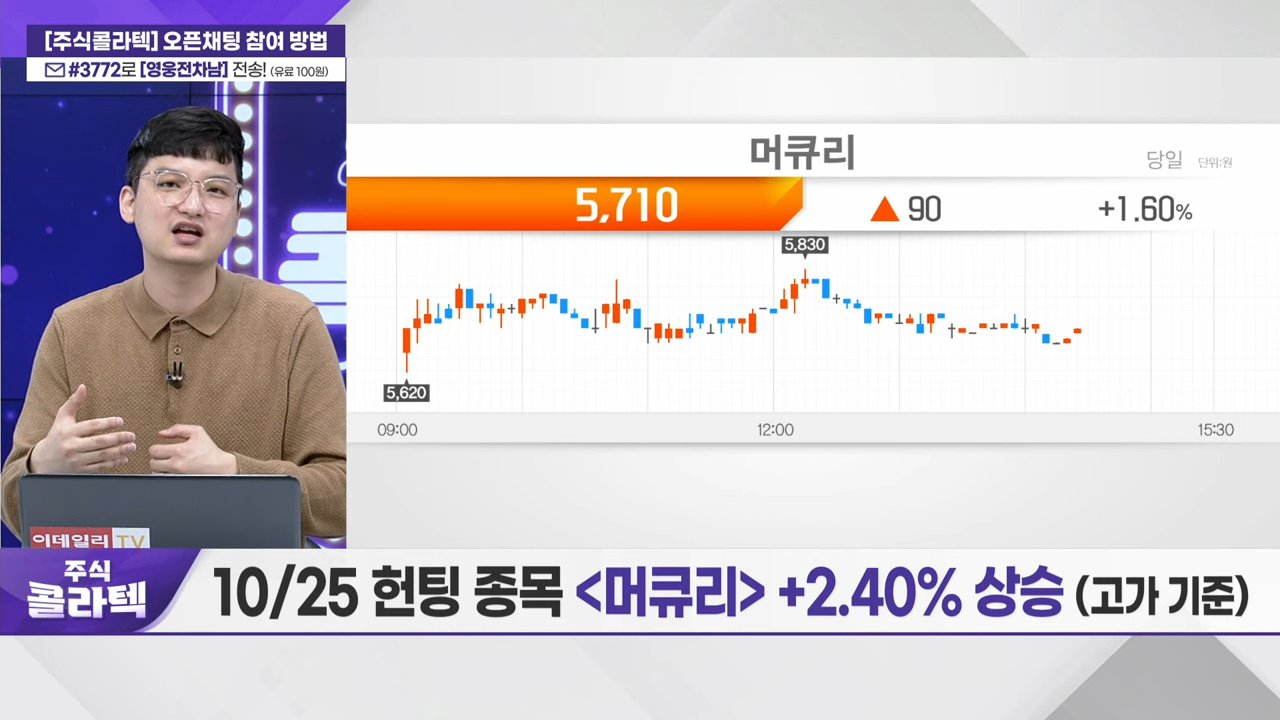 [주식콜라텍] 오픈채팅 참여 방법
#3772로 [영웅전차남] 전송! (유료 100원)
머큐리
당일 단위:원
5,710 ▲ 90 +1.60%
5,830
5,620
09:00 12:00 15:30
이데일리 TV
주식
콜라텍
10/25 헌팅 종목 <머큐리> +2.40% 상승 (고가 기준)